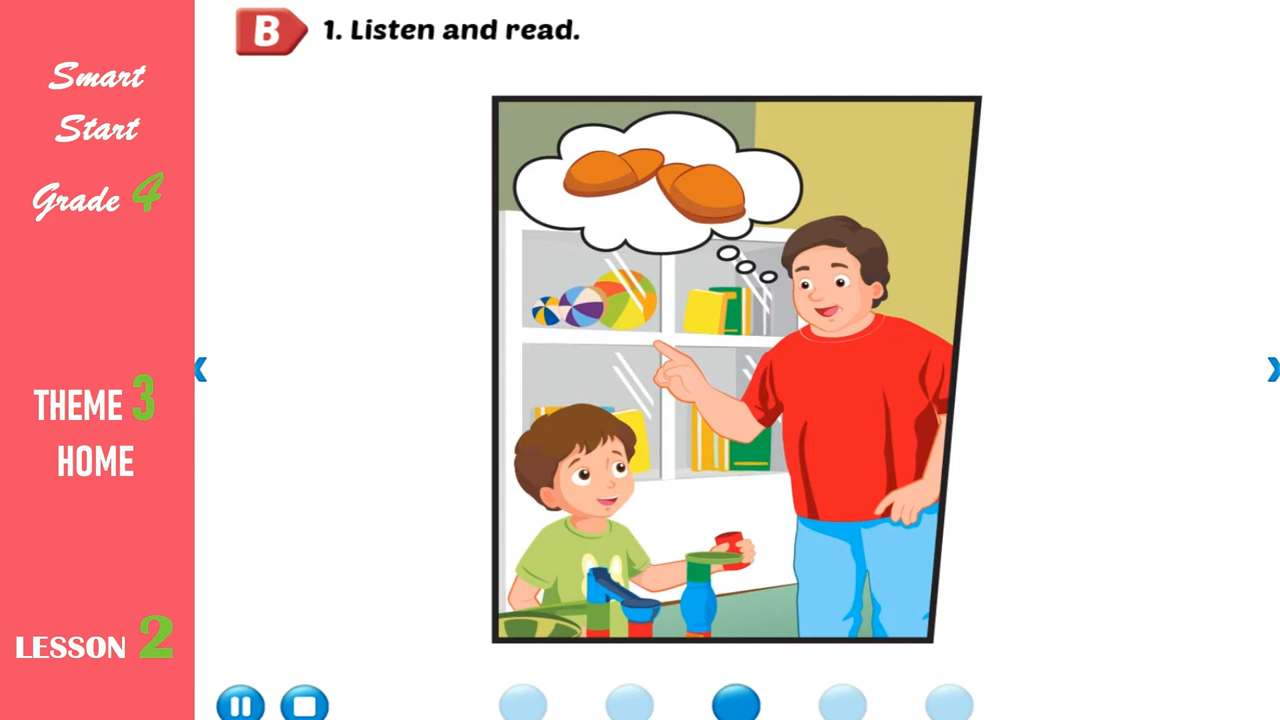 B 1. Listen and read.
Smart
Start
Grade 4
THEME 3
HOME
LESSON 2